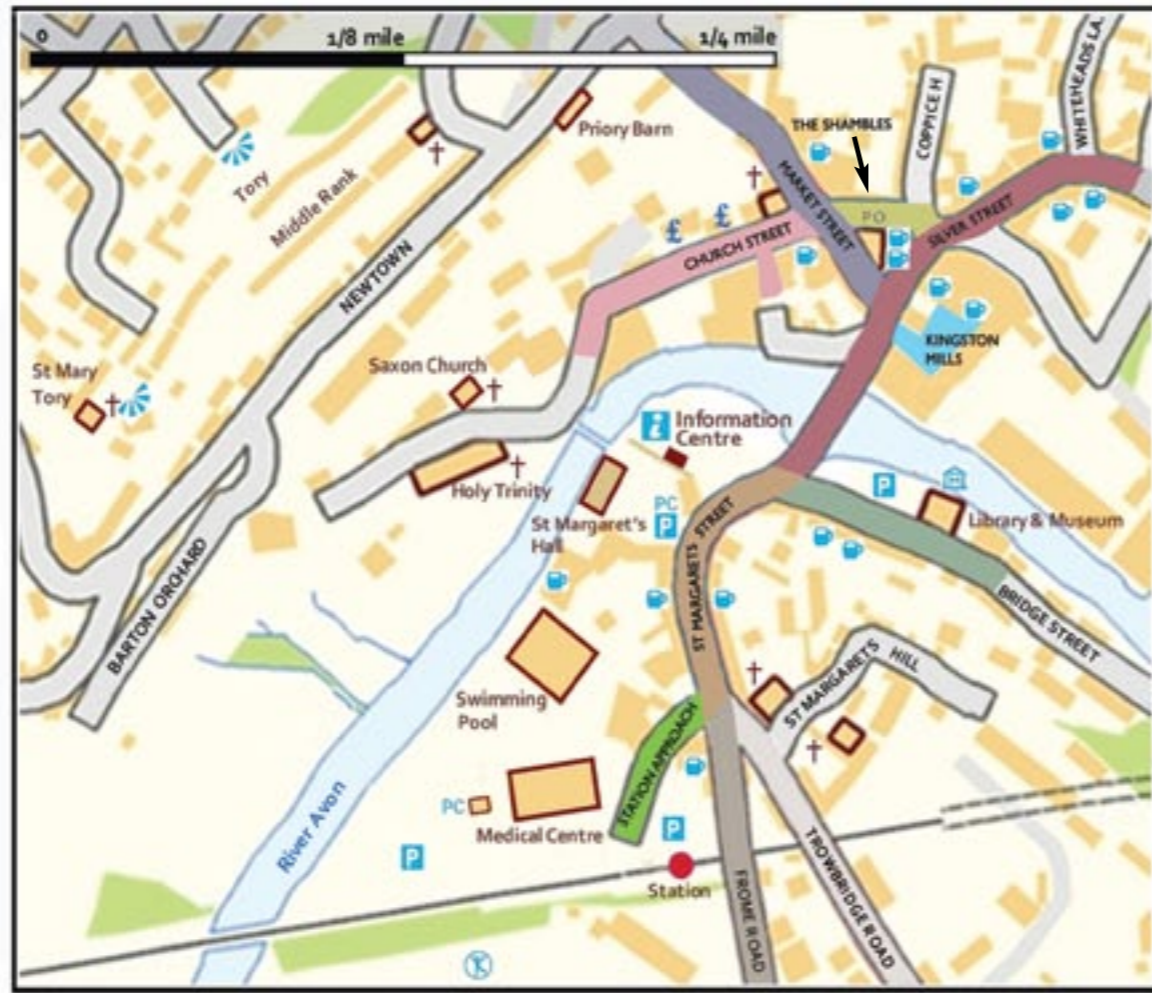 0 1/8 mile 1/4 mile
WHITEHEADS LA.
COPPICE H
THE SHAMBLES
Priory Barn
Tory
Middle Rank
MARKET STREET
PO
SILVER STREET
££
CHURCH STREET
NEWTOWN
KINGSTON
MILLS
St Mary
Tory
Saxon Church
i
Information
Centre
Holy Trinity
St Margaret's
Hall
PC
P
P
Library & Museum
ST MARGARETS STREET
BARTON ORCHARD
BRIDGE STREET
ST MARGARETS HILL
Swimming
Pool
STATION APPROACH
PC
Medical Centre
P
P
River Avon
Station
FROME ROAD
TROWBRIDGE ROAD